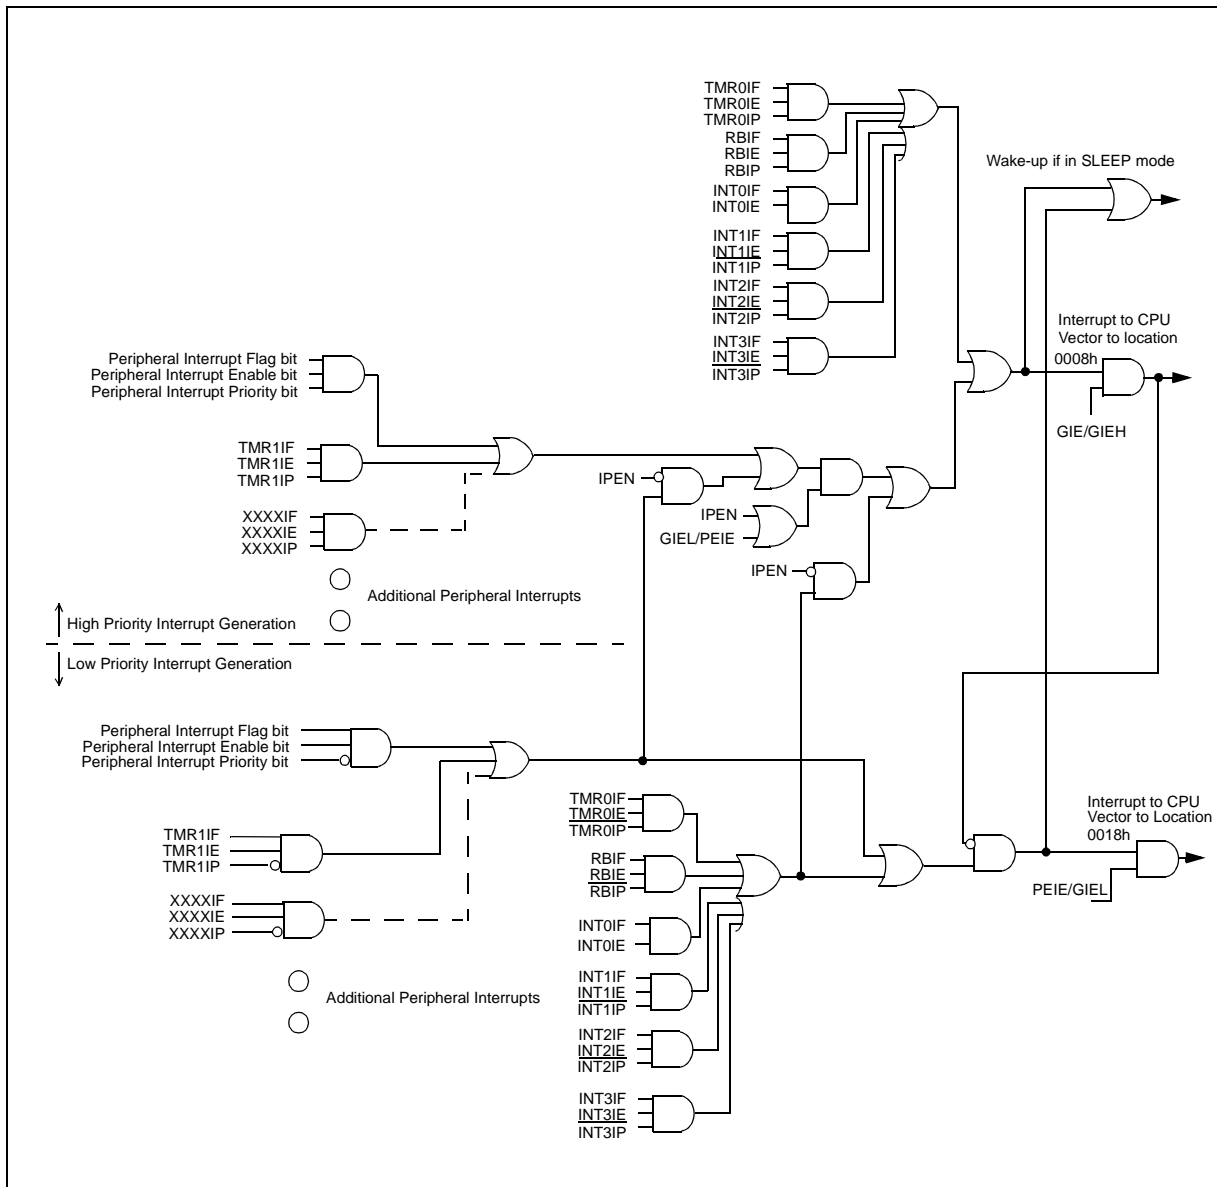 TMR0IF
TMR0IE
TMR0IP
RBIF
RBIE
RBIP
INT0IF
INT0IE
INT1IF
INT1IE
INT1IP
INT2IF
INT2IE
INT2IP
INT3IF
INT3IE
INT3IP
Wake-up if in SLEEP mode
Interrupt to CPU
Vector to location
0008h
GIE/GIEH
Peripheral Interrupt Flag bit
Peripheral Interrupt Enable bit
Peripheral Interrupt Priority bit
TMR1IF
TMR1IE
TMR1IP
XXXXIF
XXXXIE
XXXXIP
IPEN
IPEN
GIEL/PEIE
IPEN
Additional Peripheral Interrupts
High Priority Interrupt Generation
Low Priority Interrupt Generation
Peripheral Interrupt Flag bit
Peripheral Interrupt Enable bit
Peripheral Interrupt Priority bit
TMR1IF
TMR1IE
TMR1IP
XXXXIF
XXXXIE
XXXXIP
Additional Peripheral Interrupts
TMR0IF
TMR0IE
TMR0IP
RBIF
RBIE
RBIP
INT0IF
INT0IE
INT1IF
INT1IE
INT1IP
INT2IF
INT2IE
INT2IP
INT3IF
INT3IE
INT3IP
Interrupt to CPU
Vector to Location
0018h
PEIE/GIEL